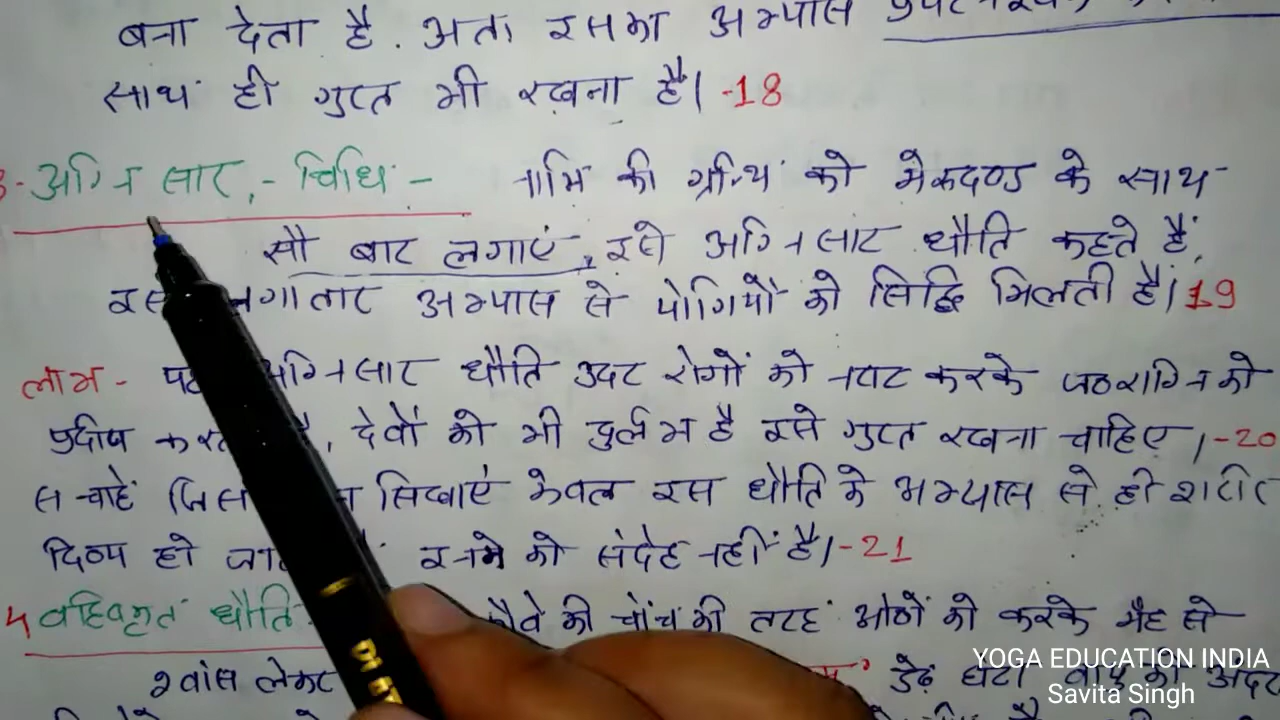 बना देता है. अतः इसका अभ्यास
साथ ही गुप्त भी रखना है। -18
अग्निसार, - विधि - नाभि की ग्रन्थि को मेरुदण्ड के साथ
सौ बार लगाएं, इसे अग्निसार धौति कहते हैं,
लगातार अभ्यास से योगियों को सिद्धि मिलती है। 19
लाभ - अग्निसार धौति उदर रोगों को नष्ट करके जठराग्नि को
प्रदीप्त देवों को भी दुर्लभ है इसे गुप्त रखना चाहिए। -20
सिखाएं केवल इस धौति के अभ्यास से ही शरीर
दिव्य हो को संदेह नहीं है। -21
4 वहिष्कृत धौति कौवे की चोंच की तरह ओठों को करके मुँह से
श्वांस लेकर डेढ़ घंटा वायु को अंदर
YOGA EDUCATION INDIA
Savita Singh